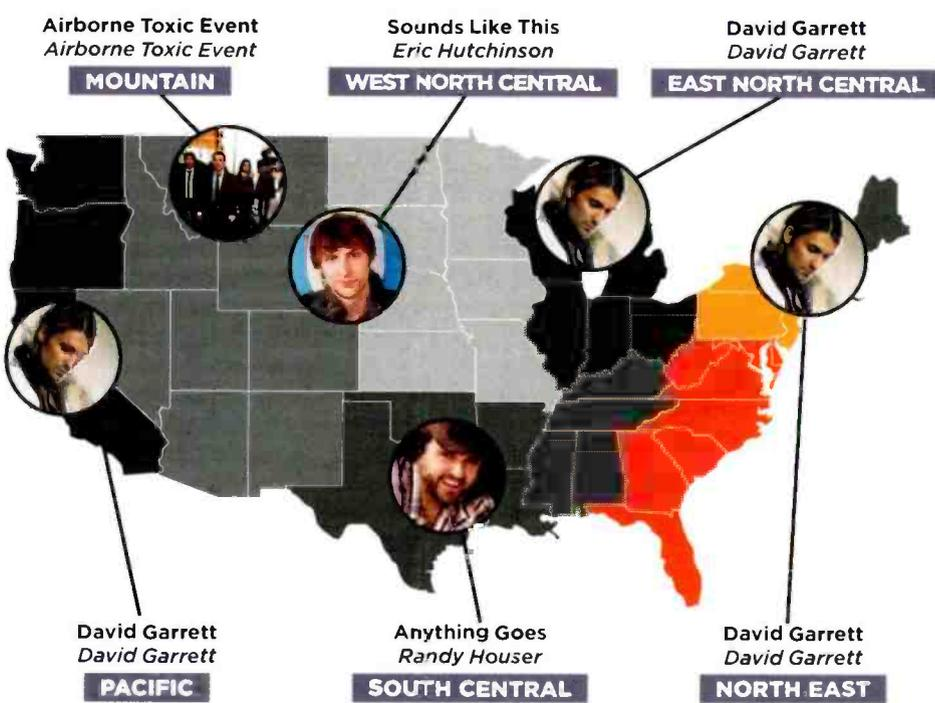 Airborne Toxic Event
Airborne Toxic Event
MOUNTAIN
Sounds Like This
Eric Hutchinson
WEST NORTH CENTRAL
David Garrett
David Garrett
EAST NORTH CENTRAL
David Garrett
David Garrett
PACIFIC
Anything Goes
Randy Houser
SOUTH CENTRAL
David Garrett
David Garrett
NORTH EAST